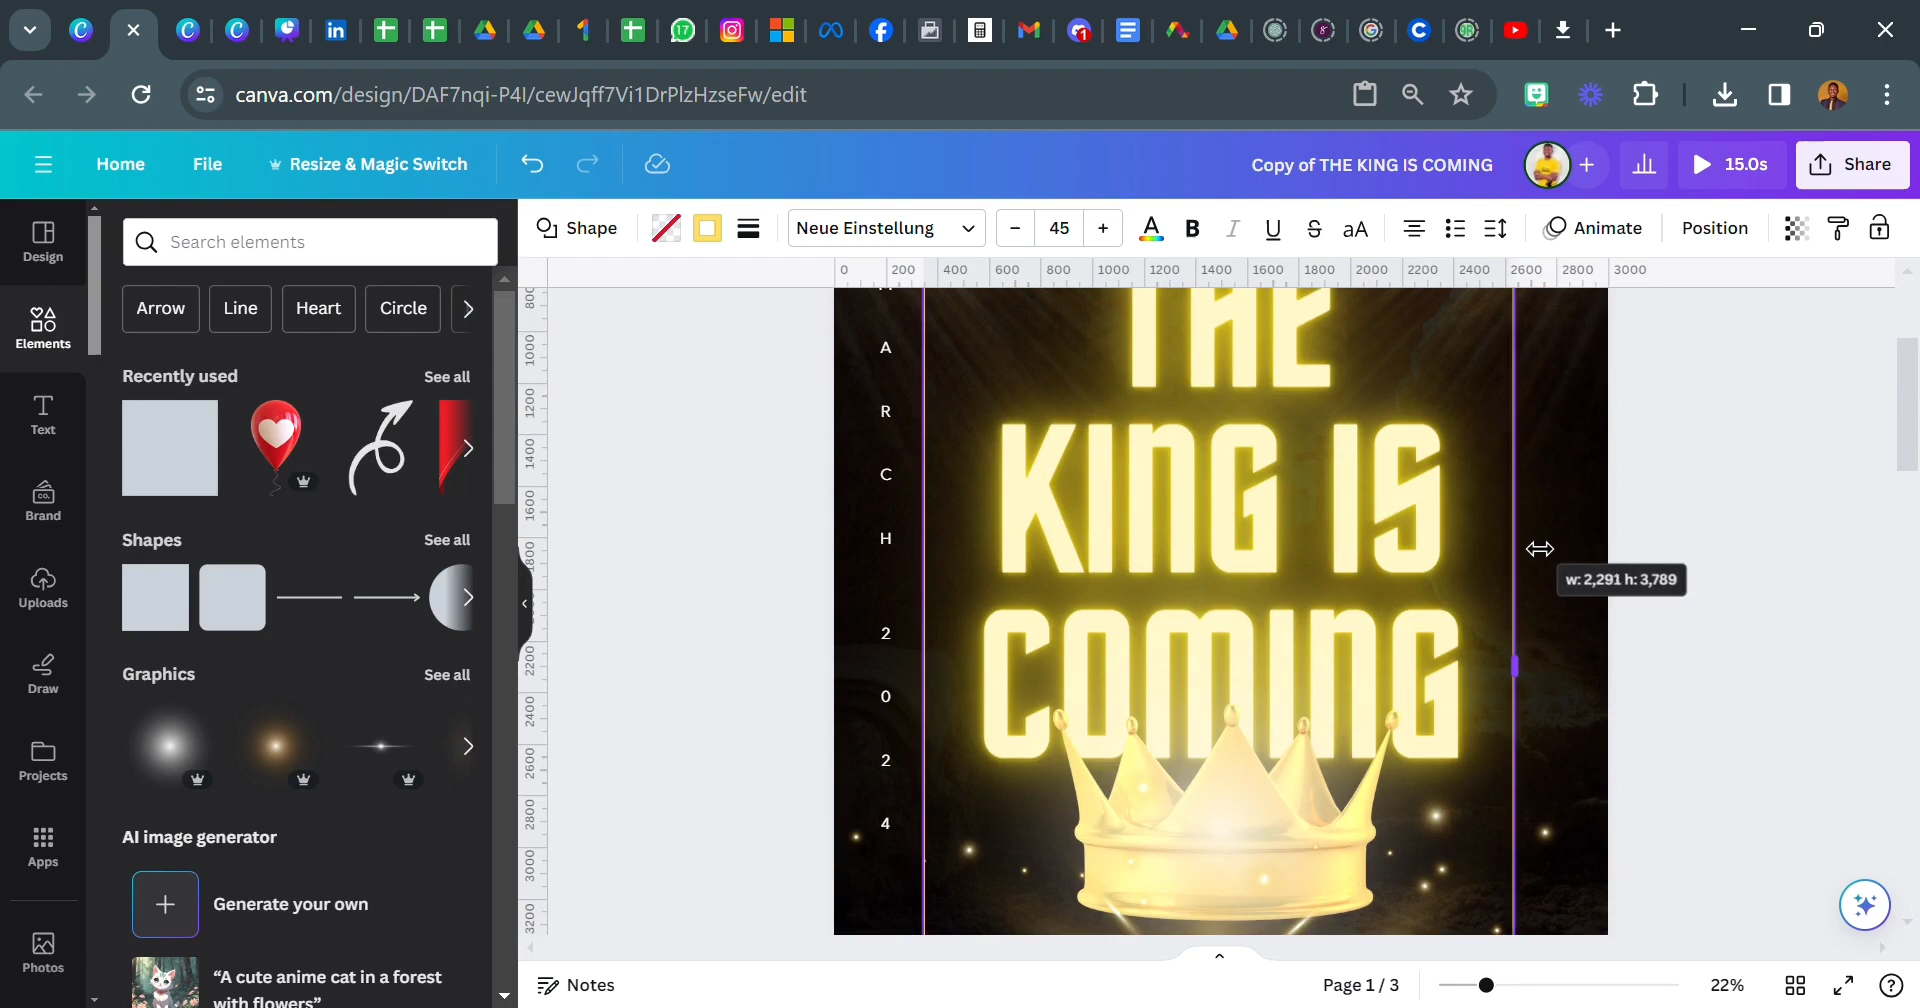 17
1
8
canva.com/design/DAF7nqi-P4I/cewJqff7Vi1DrPlzHzseFw/edit
Home
File
Resize & Magic Switch
Copy of THE KING IS COMING
15.0s
Share
Design
Elements
Text
Brand
Uploads
Draw
Projects
Apps
Photos
Search elements
Arrow
Line
Heart
Circle
Recently used
See all
Shapes
See all
Graphics
See all
AI image generator
Generate your own
“A cute anime cat in a forest
with flowers”
Shape
Neue Einstellung
45
B
I
U
S
aA
Animate
Position
0 200 400 600 800 1000 1200 1400 1600 1800 2000 2200 2400 2600 2800 3000
800
1000
1200
1400
1600
1800
2200
2400
2600
2800
3000
3200
A
R
C
H
2
0
2
4
THE
KING IS
COMING
w: 2,291 h: 3,789
Notes
Page 1 / 3
22%